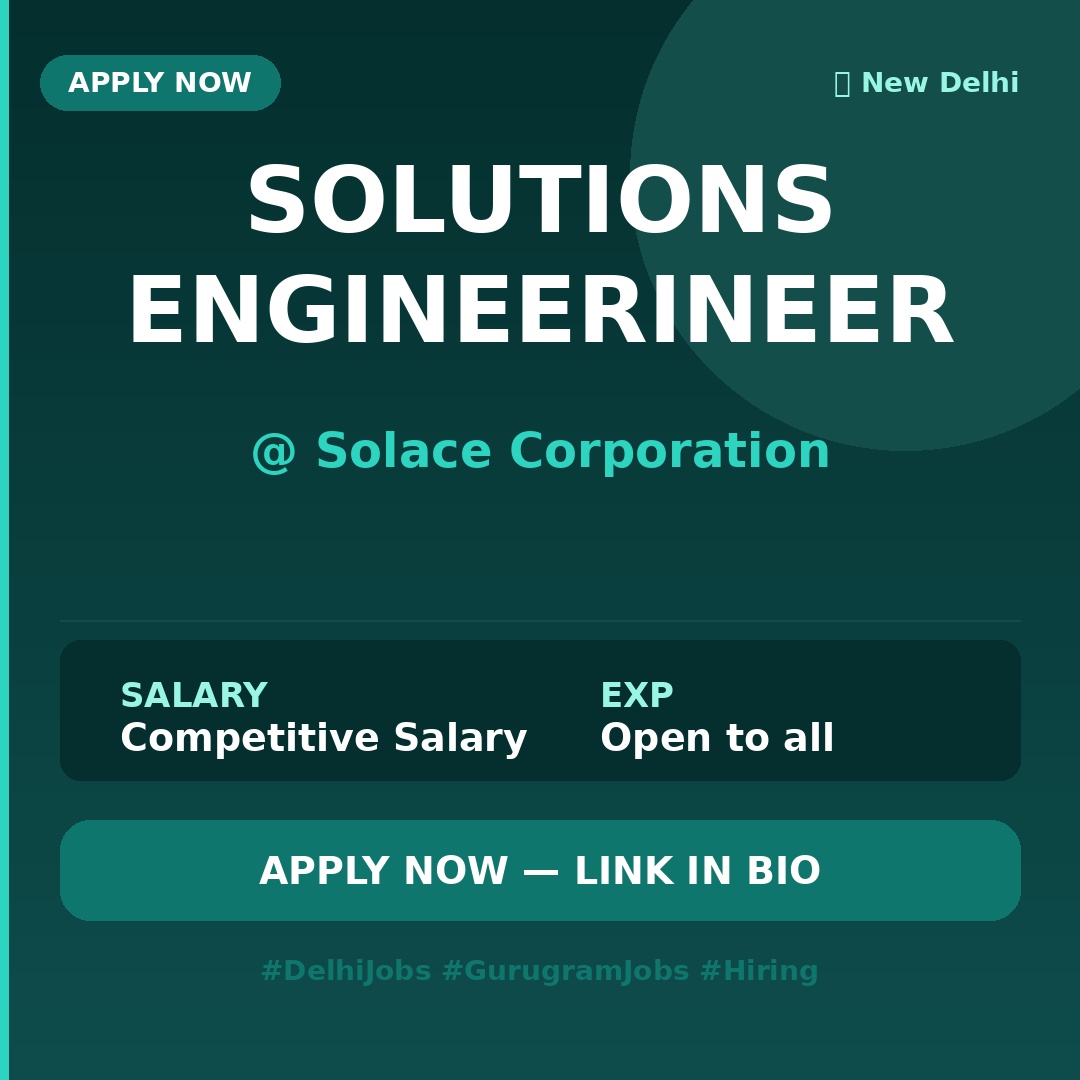 APPLY NOW
New Delhi
SOLUTIONS
ENGINEERINEER
@ Solace Corporation
SALARY
Competitive Salary
EXP
Open to all
APPLY NOW — LINK IN BIO
#DelhiJobs #GurugramJobs #Hiring